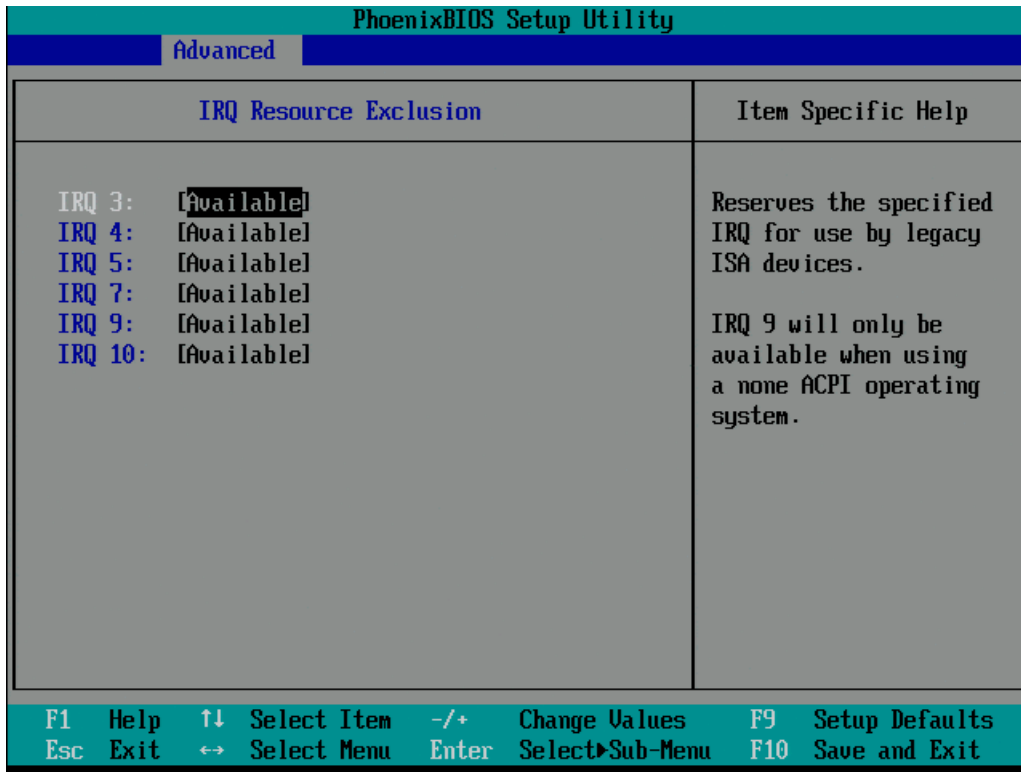 PhoenixBIOS Setup Utility
Advanced
IRQ Resource Exclusion
Item Specific Help
IRQ 3: [Available]
IRQ 4: [Available]
IRQ 5: [Available]
IRQ 7: [Available]
IRQ 9: [Available]
IRQ 10: [Available]
Reserves the specified
IRQ for use by legacy
ISA devices.
IRQ 9 will only be
available when using
a none ACPI operating
system.
F1 Help ↑↓ Select Item -/+ Change Values F9 Setup Defaults
Esc Exit ↔ Select Menu Enter Select▶Sub-Menu F10 Save and Exit